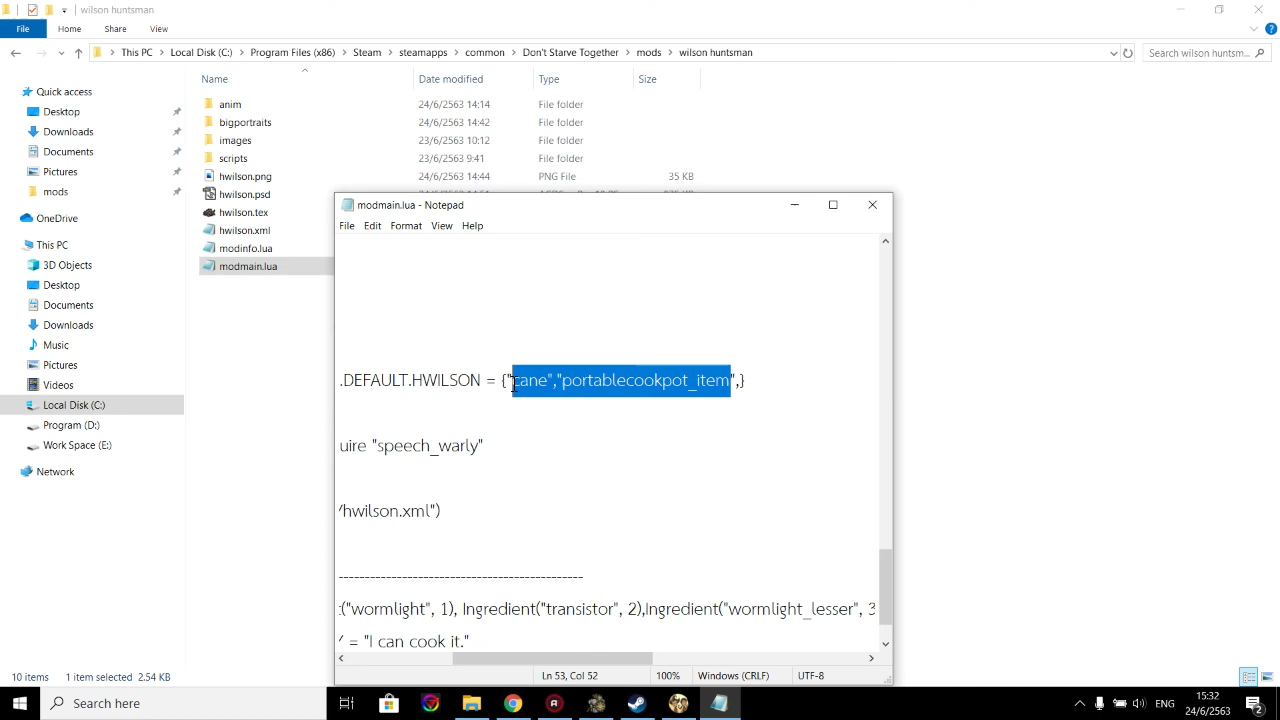 wilson huntsman
File Home Share View
This PC Local Disk (C:) Program Files (x86) Steam steamapps common Don't Starve Together mods wilson huntsman
Search wilson huntsm...
Name Date modified Type Size
Quick access
Desktop
Downloads
Documents
Pictures
mods
OneDrive
This PC
3D Objects
Desktop
Documents
Downloads
Music
Pictures
Videos
Local Disk (C:)
Program (D:)
Work Space (E:)
Network
anim 24/6/2563 14:14 File folder
bigportraits 24/6/2563 14:42 File folder
images 23/6/2563 10:12 File folder
scripts 23/6/2563 9:41 File folder
hwilson.png 24/6/2563 14:44 PNG File 35 KB
hwilson.psd
hwilson.tex
hwilson.xml
modinfo.lua
modmain.lua
modmain.lua - Notepad
File Edit Format View Help
.DEFAULT.HWILSON = {"cane","portablecookpot_item",}
uire "speech_warly"
/hwilson.xml")
---------------------------------------------
:("wormlight", 1), Ingredient("transistor", 2),Ingredient("wormlight_lesser", 3
/ = "I can cook it."
Ln 53, Col 52 100% Windows (CRLF) UTF-8
10 items 1 item selected 2.54 KB
Search here
ENG
15:32
24/6/2563
2